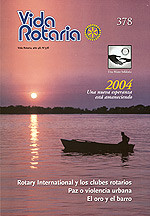 Vida
Rotaria
378
2004
Una nueva esperanza
está amaneciendo
Rotary International y los clubes rotarios
Paz o violencia urbana
El oro y el barro